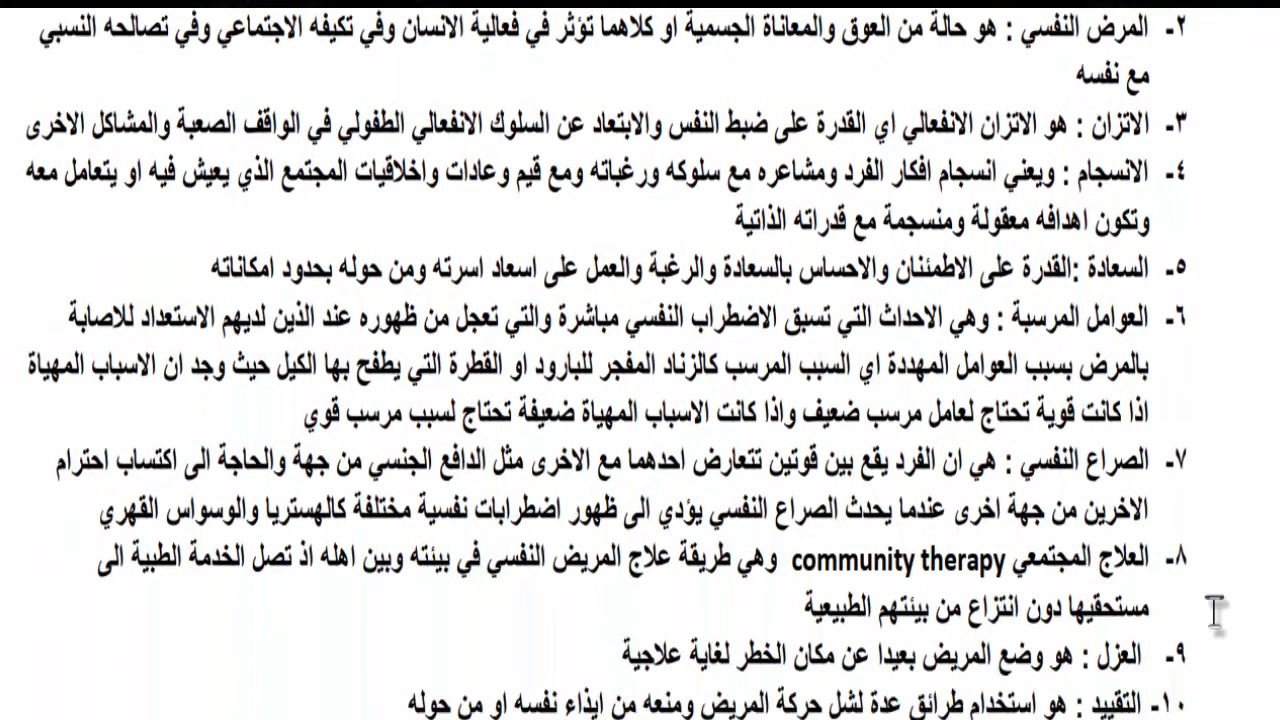 ٢- المرض النفسي : هو حالة من العوق والمعاناة الجسمية او كلاهما تؤثر في فعالية الانسان وفي تكيفه الاجتماعي وفي تصالحه النسبي
مع نفسه
٣- الاتزان : هو الاتزان الانفعالي اي القدرة على ضبط النفس والابتعاد عن السلوك الانفعالي الطفولي في الواقف الصعبة والمشاكل الاخرى
٤- الانسجام : ويعني انسجام افكار الفرد ومشاعره مع سلوكه ورغباته ومع قيم وعادات واخلاقيات المجتمع الذي يعيش فيه او يتعامل معه
وتكون اهدافه معقولة ومنسجمة مع قدراته الذاتية
٥- السعادة :القدرة على الاطمئنان والاحساس بالسعادة والرغبة والعمل على اسعاد اسرته ومن حوله بحدود امكاناته
٦- العوامل المرسبة : وهي الاحداث التي تسبق الاضطراب النفسي مباشرة والتي تعجل من ظهوره عند الذين لديهم الاستعداد للاصابة
بالمرض بسبب العوامل المهددة اي السبب المرسب كالزناد المفجر للبارود او القطرة التي يطفح بها الكيل حيث وجد ان الاسباب المهياة
اذا كانت قوية تحتاج لعامل مرسب ضعيف واذا كانت الاسباب المهياة ضعيفة تحتاج لسبب مرسب قوي
٧- الصراع النفسي : هي ان الفرد يقع بين قوتين تتعارض احدهما مع الاخرى مثل الدافع الجنسي من جهة والحاجة الى اكتساب احترام
الاخرين من جهة اخرى عندما يحدث الصراع النفسي يؤدي الى ظهور اضطرابات نفسية مختلفة كالهستريا والوسواس القهري
٨- العلاج المجتمعي community therapy وهي طريقة علاج المريض النفسي في بيئته وبين اهله اذ تصل الخدمة الطبية الى
مستحقيها دون انتزاع من بيئتهم الطبيعية
٩- العزل : هو وضع المريض بعيدا عن مكان الخطر لغاية علاجية
١٠- التقييد : هو استخدام طرائق عدة لشل حركة المريض ومنعه من ايذاء نفسه او من حوله